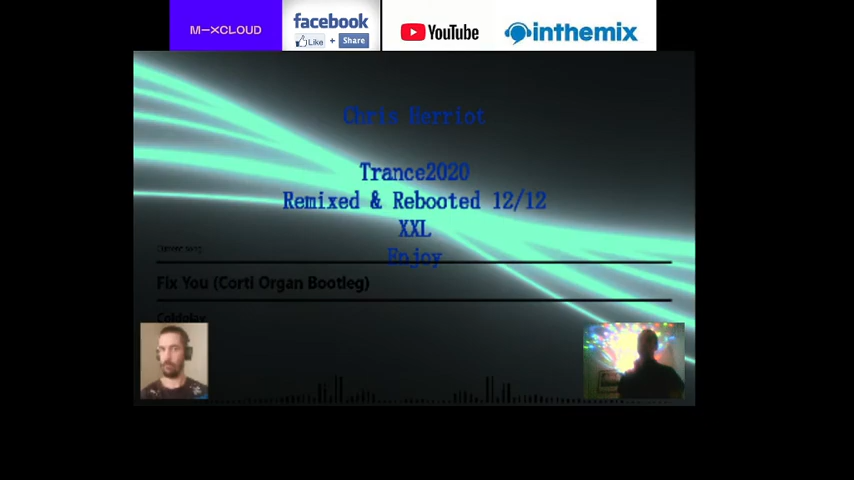 M-XCLOUD
facebook
Like + Share
YouTube
inthemix
Chris Herriot
Trance2020
Remixed & Rebooted 12/12
XXL
Enjoy
Fix You (Corti Organ Bootleg)
Coldplay